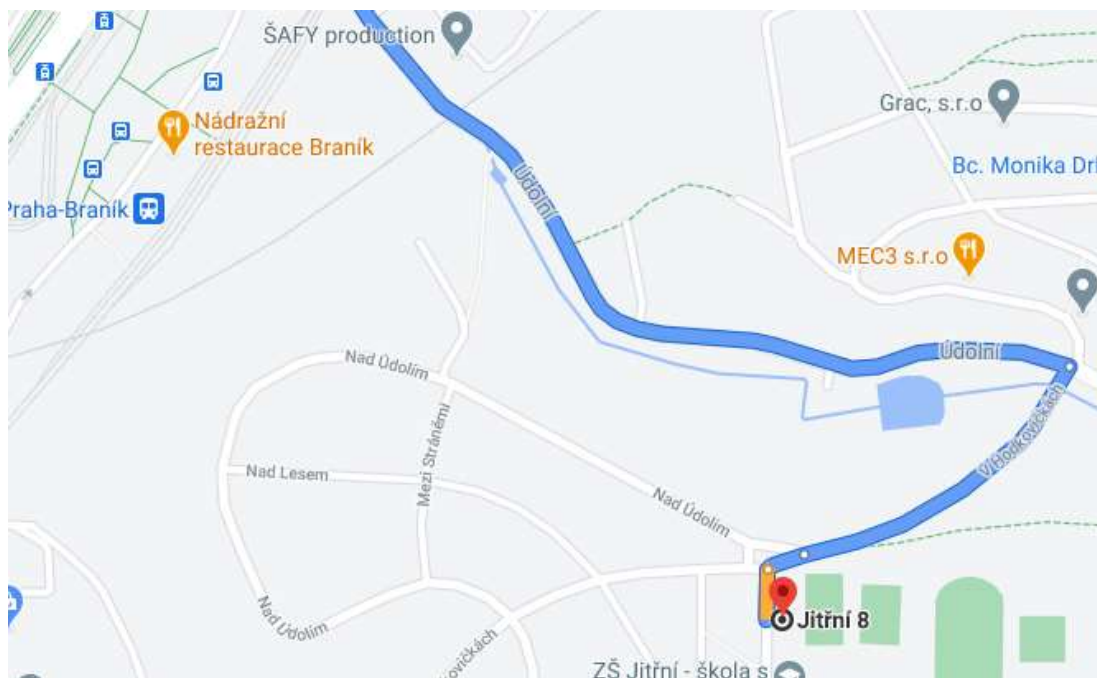 ŠAFY production
Grac, s.r.o
Nádražní
restaurace Braník
Bc. Monika Drl
Údolní
Praha-Braník
MEC3 s.r.o
Údolní
Nad Údolím
V Hodkovičkách
Mezi Stráněmi
Nad Lesem
Nad Údolím
Nad Údolím
Jitřní 8
kovičkách
ZŠ Jitřní - škola s